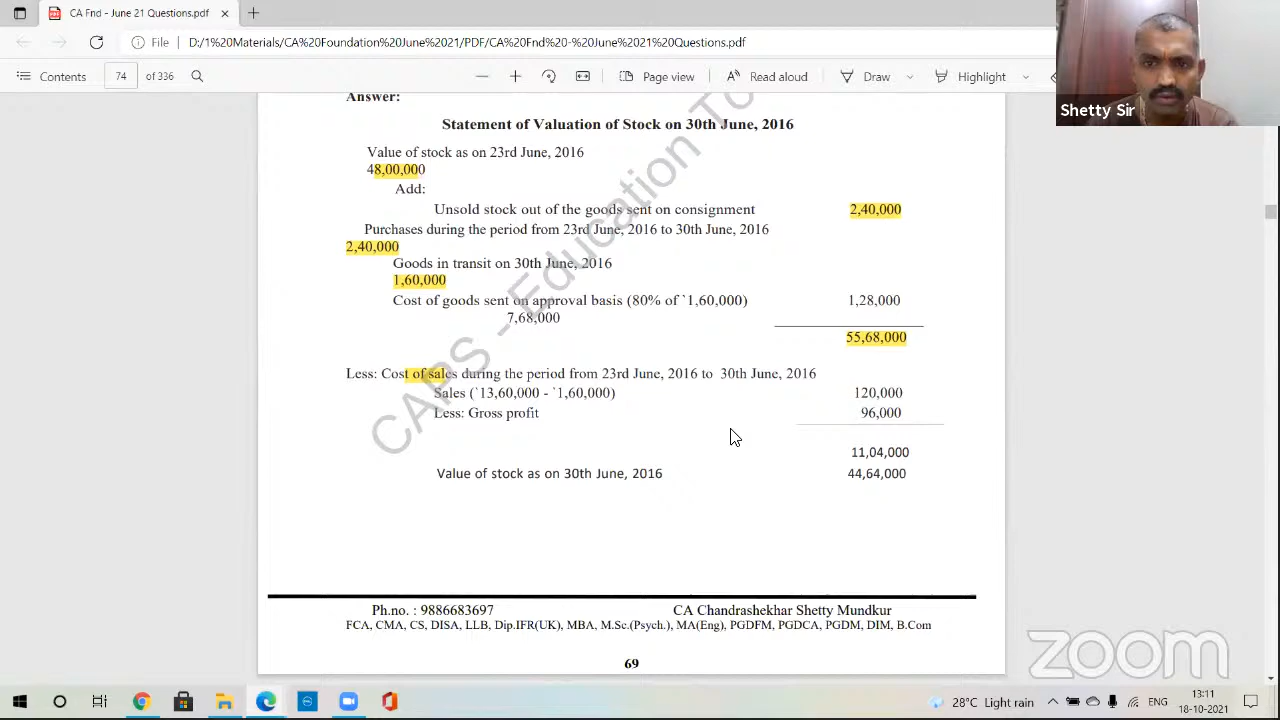 CA Fnd - June 21 Questions.pdf
File
D:/1%20Materials/CA%20Foundation%20June%2021/PDF/CA%20Fnd%20-%20June%2021%20Questions.pdf
Contents
74 of 336
Page view
Read aloud
Draw
Highlight
Shetty Sir
Answer:
Statement of Valuation of Stock on 30th June, 2016
Value of stock as on 23rd June, 2016
48,00,000
Add:
Unsold stock out of the goods sent on consignment 2,40,000
Purchases during the period from 23rd June, 2016 to 30th June, 2016
2,40,000
Goods in transit on 30th June, 2016
1,60,000
Cost of goods sent on approval basis (80% of `1,60,000) 1,28,000
7,68,000
55,68,000
Less: Cost of sales during the period from 23rd June, 2016 to 30th June, 2016
Sales (`13,60,000 - `1,60,000) 120,000
Less: Gross profit 96,000
11,04,000
Value of stock as on 30th June, 2016 44,64,000
CAPS - Education To
Ph.no. : 9886683697 CA Chandrashekhar Shetty Mundkur
FCA, CMA, CS, DISA, LLB, Dip.IFR(UK), MBA, M.Sc.(Psych.), MA(Eng), PGDFM, PGDCA, PGDM, DIM, B.Com
69
zoom
28°C Light rain
ENG
13:11
18-10-2021